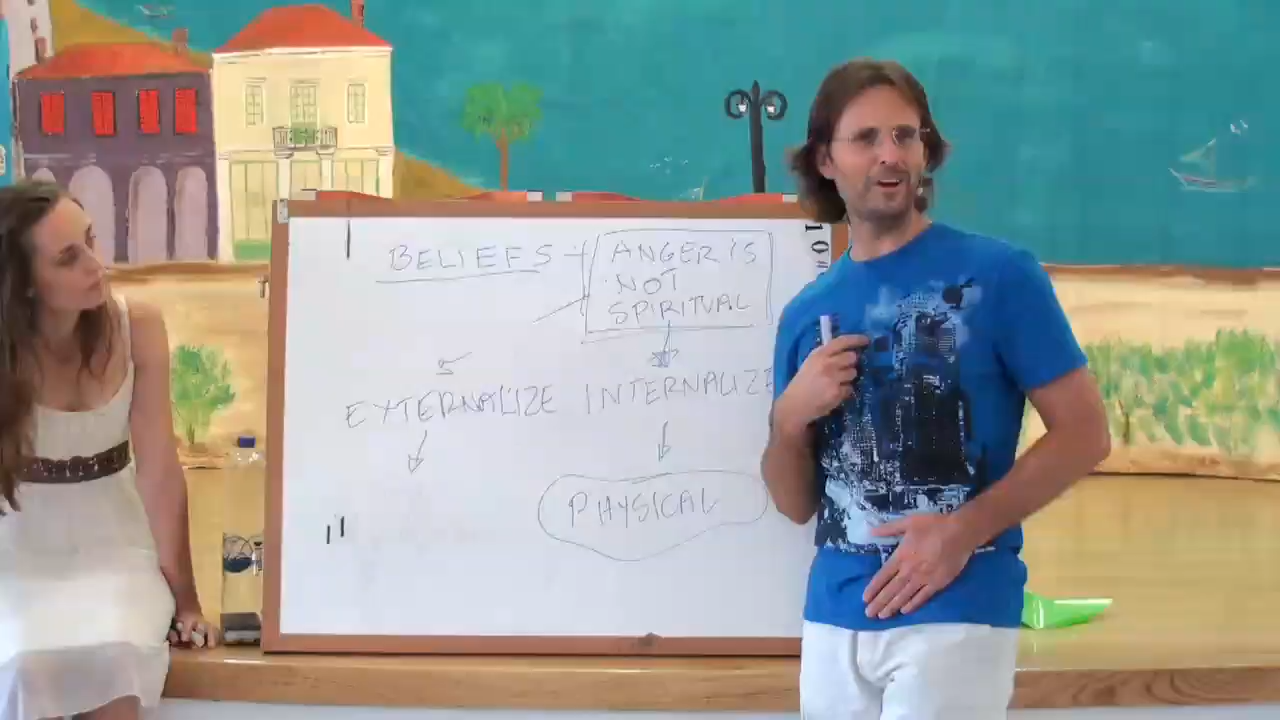 BELIEFS
ANGER IS
NOT
SPIRITUAL
EXTERNALIZE INTERNALIZE
PHYSICAL